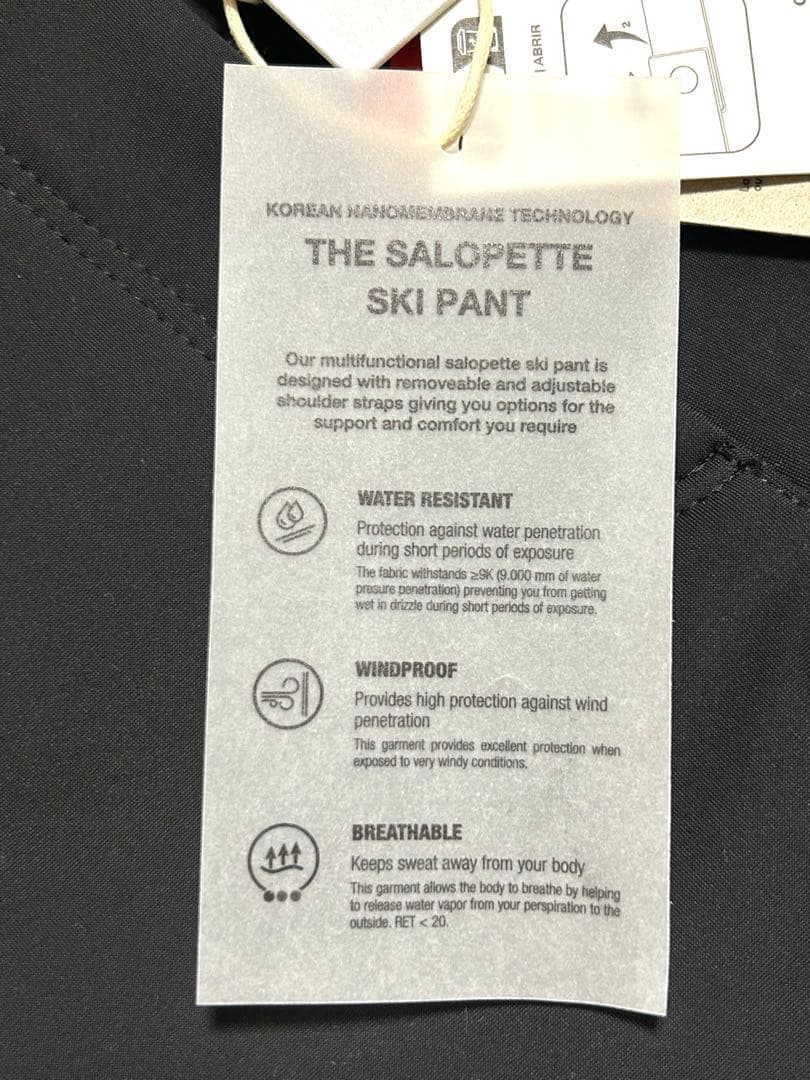 ABRIR
2
KOREAN NANOMEMBRANE TECHNOLOGY
THE SALOPETTE
SKI PANT
Our multifunctional salopette ski pant is
designed with removeable and adjustable
shoulder straps giving you options for the
support and comfort you require
WATER RESISTANT
Protection against water penetration
during short periods of exposure
The fabric withstands ≥9K (9.000 mm of water
presure penetration) preventing you from getting
wet in drizzle during short periods of exposure.
WINDPROOF
Provides high protection against wind
penetration
This garment provides excellent protection when
exposed to very windy conditions.
BREATHABLE
Keeps sweat away from your body
This garment allows the body to breathe by helping
to release water vapor from your perspiration to the
outside. RET < 20.